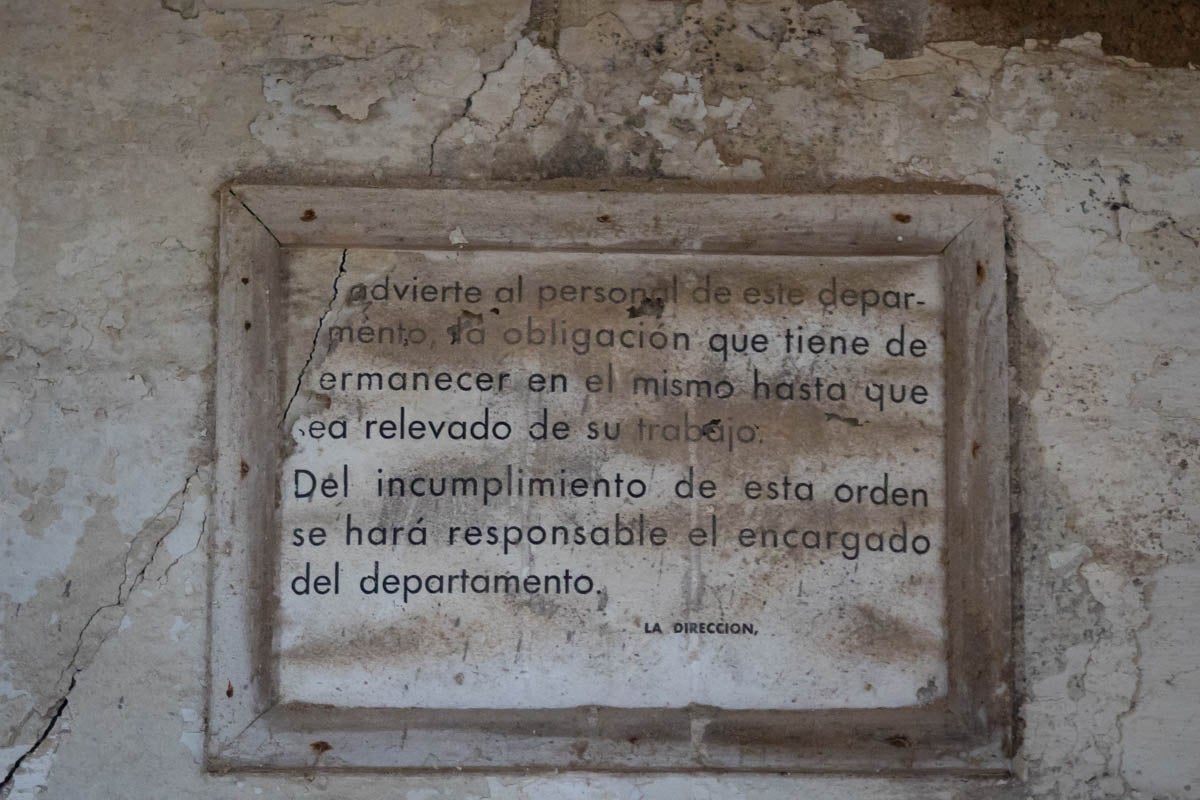 advierte al personal de este depar-
mento, la obligación que tiene de
ermanecer en el mismo hasta que
ea relevado de su trabajo.
Del incumplimiento de esta orden
se hará responsable el encargado
del departamento.
LA DIRECCION,